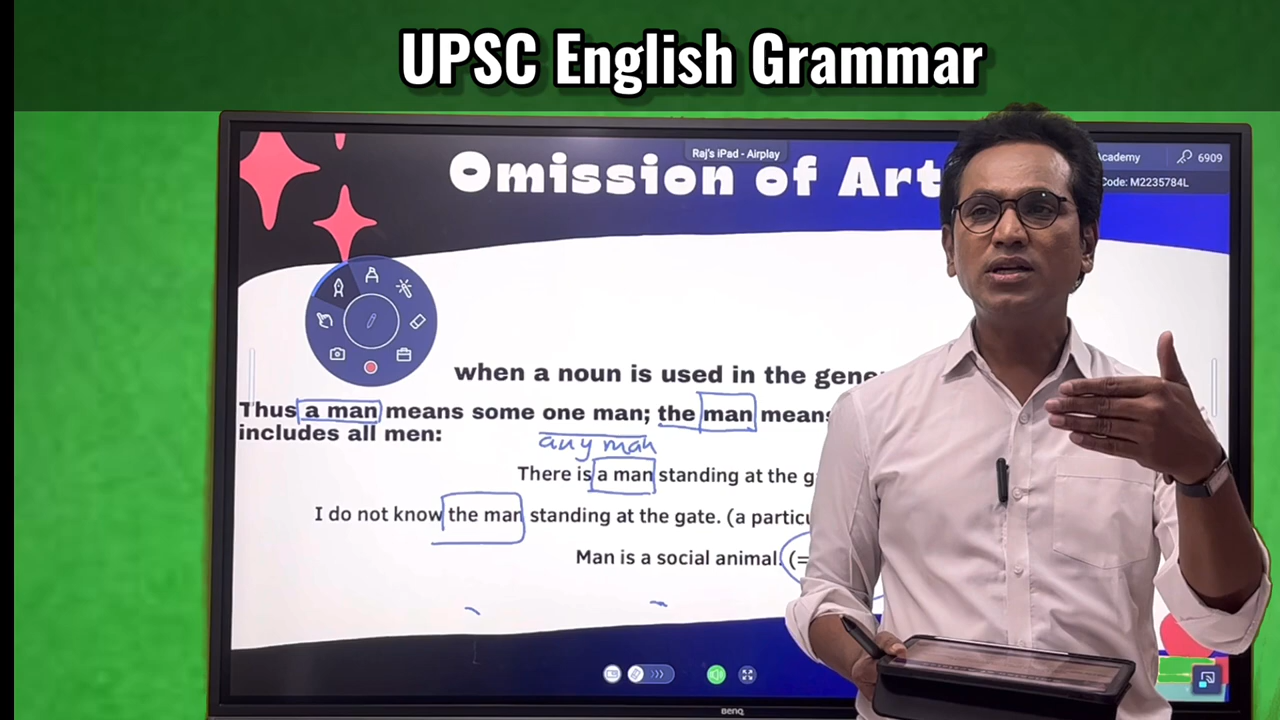 UPSC English Grammar
Raj's iPad - Airplay
Academy
6909
Omission of Art
Code: M2235784L
when a noun is used in the gene
Thus a man means some one man; the man means
includes all men:
any man
There is a man standing at the g
I do not know the man standing at the gate. (a particu
Man is a social animal. (=
BenQ